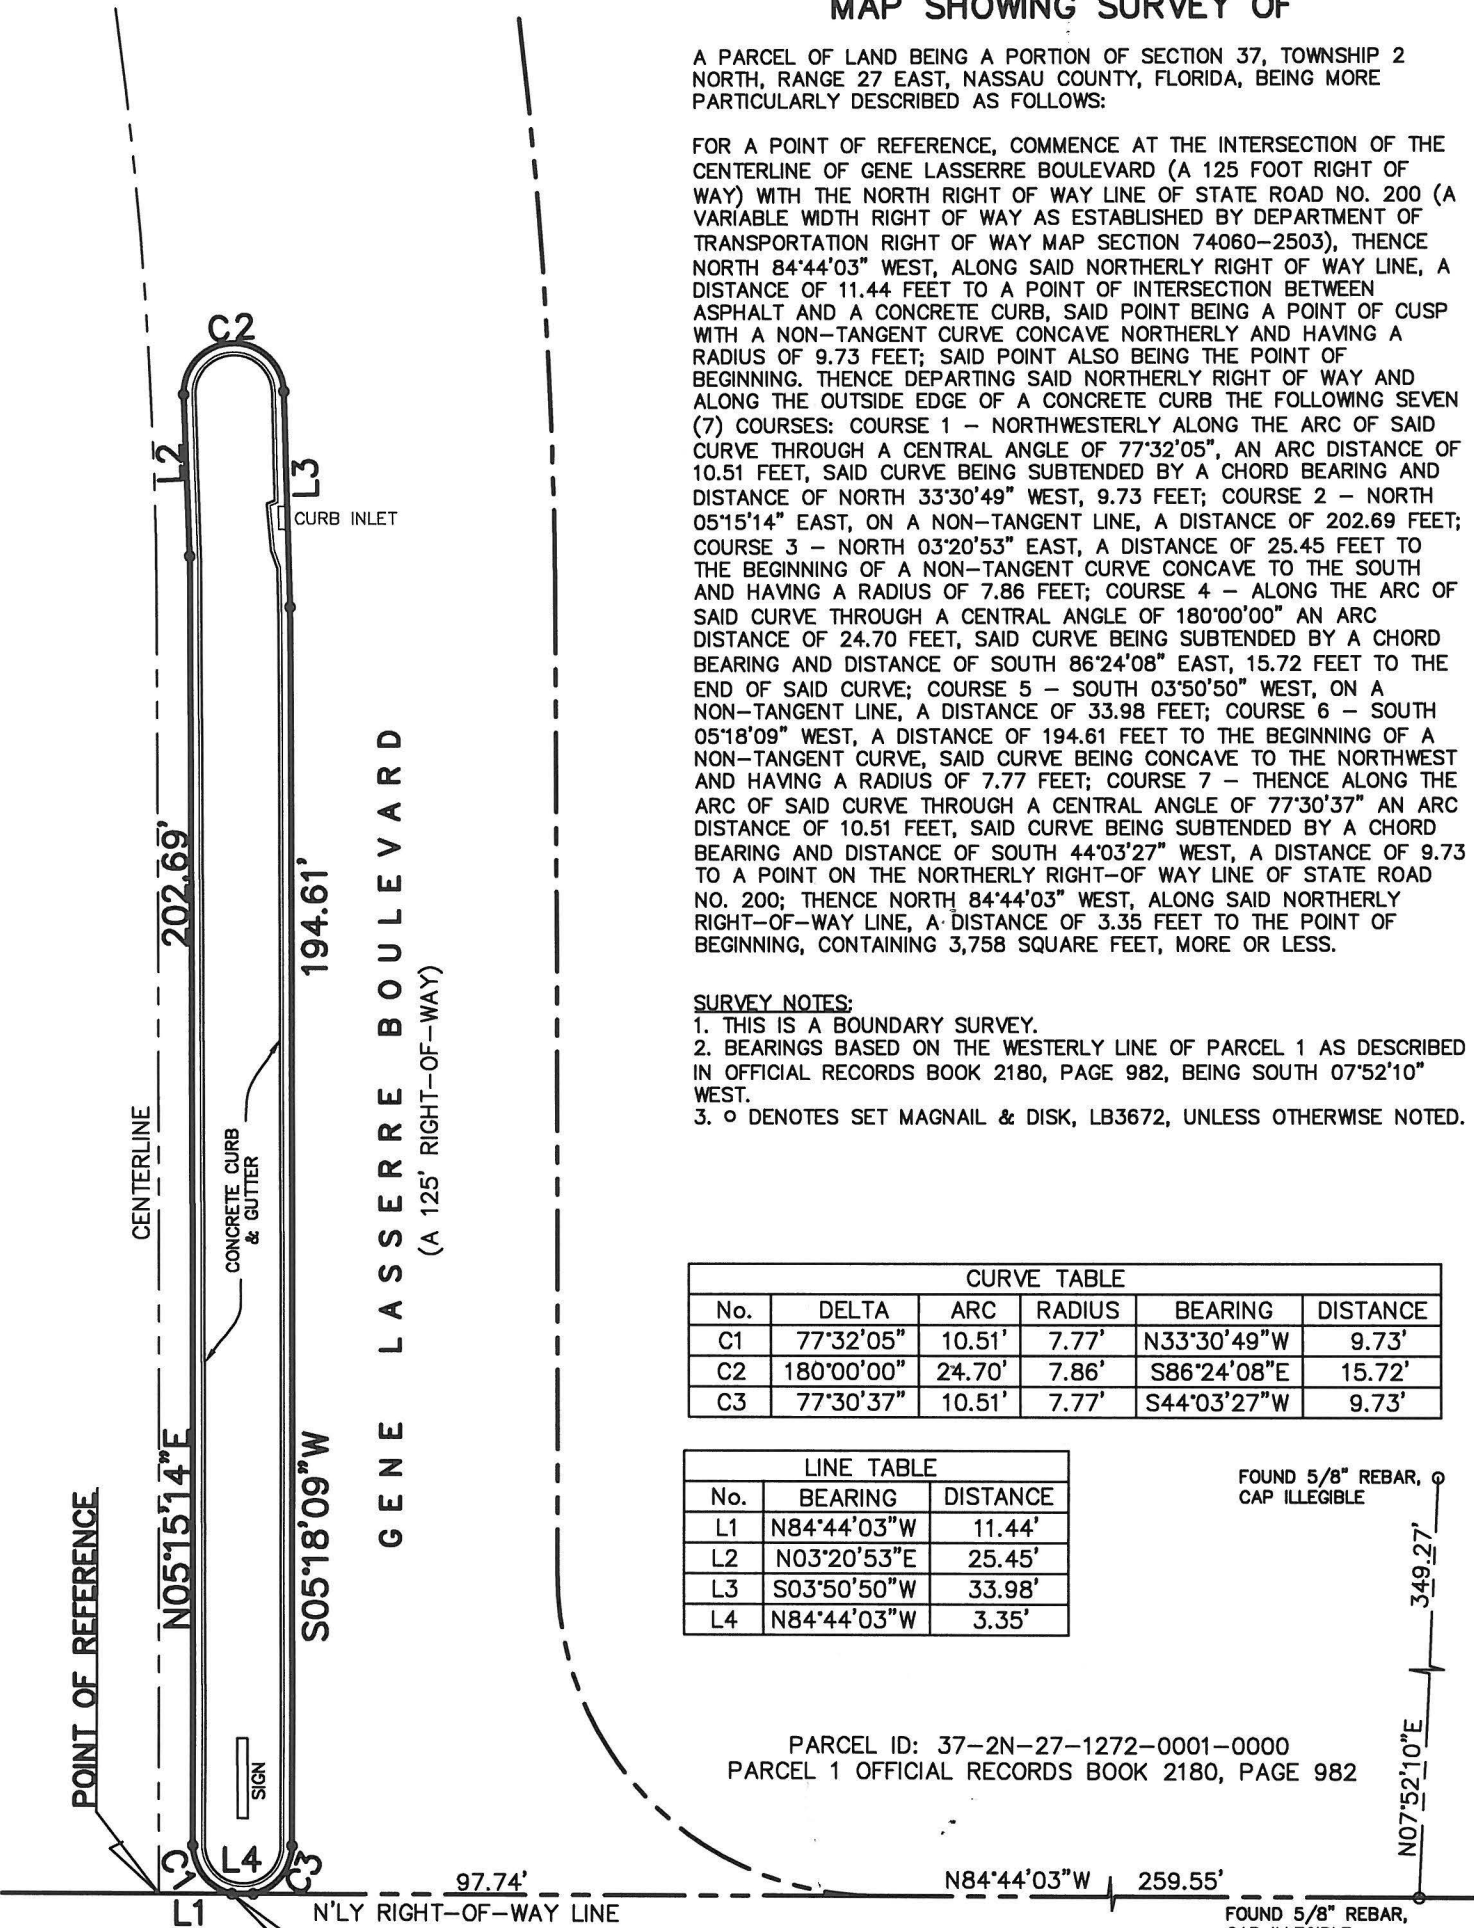 MAP SHOWING SURVEY OF
A PARCEL OF LAND BEING A PORTION OF SECTION 37, TOWNSHIP 2
NORTH, RANGE 27 EAST, NASSAU COUNTY, FLORIDA, BEING MORE
PARTICULARLY DESCRIBED AS FOLLOWS:
FOR A POINT OF REFERENCE, COMMENCE AT THE INTERSECTION OF THE
CENTERLINE OF GENE LASSERRE BOULEVARD (A 125 FOOT RIGHT OF
WAY) WITH THE NORTH RIGHT OF WAY LINE OF STATE ROAD NO. 200 (A
VARIABLE WIDTH RIGHT OF WAY AS ESTABLISHED BY DEPARTMENT OF
TRANSPORTATION RIGHT OF WAY MAP SECTION 74060-2503), THENCE
NORTH 84°44'03" WEST, ALONG SAID NORTHERLY RIGHT OF WAY LINE, A
DISTANCE OF 11.44 FEET TO A POINT OF INTERSECTION BETWEEN
ASPHALT AND A CONCRETE CURB, SAID POINT BEING A POINT OF CUSP
WITH A NON-TANGENT CURVE CONCAVE NORTHERLY AND HAVING A
RADIUS OF 9.73 FEET; SAID POINT ALSO BEING THE POINT OF
BEGINNING. THENCE DEPARTING SAID NORTHERLY RIGHT OF WAY AND
ALONG THE OUTSIDE EDGE OF A CONCRETE CURB THE FOLLOWING SEVEN
(7) COURSES: COURSE 1 - NORTHWESTERLY ALONG THE ARC OF SAID
CURVE THROUGH A CENTRAL ANGLE OF 77°32'05", AN ARC DISTANCE OF
10.51 FEET, SAID CURVE BEING SUBTENDED BY A CHORD BEARING AND
DISTANCE OF NORTH 33°30'49" WEST, 9.73 FEET; COURSE 2 - NORTH
05°15'14" EAST, ON A NON-TANGENT LINE, A DISTANCE OF 202.69 FEET;
COURSE 3 - NORTH 03°20'53" EAST, A DISTANCE OF 25.45 FEET TO
THE BEGINNING OF A NON-TANGENT CURVE CONCAVE TO THE SOUTH
AND HAVING A RADIUS OF 7.86 FEET; COURSE 4 - ALONG THE ARC OF
SAID CURVE THROUGH A CENTRAL ANGLE OF 180°00'00" AN ARC
DISTANCE OF 24.70 FEET, SAID CURVE BEING SUBTENDED BY A CHORD
BEARING AND DISTANCE OF SOUTH 86°24'08" EAST, 15.72 FEET TO THE
END OF SAID CURVE; COURSE 5 - SOUTH 03°50'50" WEST, ON A
NON-TANGENT LINE, A DISTANCE OF 33.98 FEET; COURSE 6 - SOUTH
05°18'09" WEST, A DISTANCE OF 194.61 FEET TO THE BEGINNING OF A
NON-TANGENT CURVE, SAID CURVE BEING CONCAVE TO THE NORTHWEST
AND HAVING A RADIUS OF 7.77 FEET; COURSE 7 - THENCE ALONG THE
ARC OF SAID CURVE THROUGH A CENTRAL ANGLE OF 77°30'37" AN ARC
DISTANCE OF 10.51 FEET, SAID CURVE BEING SUBTENDED BY A CHORD
BEARING AND DISTANCE OF SOUTH 44°03'27" WEST, A DISTANCE OF 9.73
TO A POINT ON THE NORTHERLY RIGHT-OF WAY LINE OF STATE ROAD
NO. 200; THENCE NORTH 84°44'03" WEST, ALONG SAID NORTHERLY
RIGHT-OF-WAY LINE, A DISTANCE OF 3.35 FEET TO THE POINT OF
BEGINNING, CONTAINING 3,758 SQUARE FEET, MORE OR LESS.
SURVEY NOTES:
1. THIS IS A BOUNDARY SURVEY.
2. BEARINGS BASED ON THE WESTERLY LINE OF PARCEL 1 AS DESCRIBED
IN OFFICIAL RECORDS BOOK 2180, PAGE 982, BEING SOUTH 07°52'10"
WEST.
3. o DENOTES SET MAGNAIL & DISK, LB3672, UNLESS OTHERWISE NOTED.
CURVE TABLE
No. DELTA ARC RADIUS BEARING DISTANCE
C1 77°32'05" 10.51' 7.77' N33°30'49"W 9.73'
C2 180°00'00" 24.70' 7.86' S86°24'08"E 15.72'
C3 77°30'37" 10.51' 7.77' S44°03'27"W 9.73'
LINE TABLE
No. BEARING DISTANCE
L1 N84°44'03"W 11.44'
L2 N03°20'53"E 25.45'
L3 S03°50'50"W 33.98'
L4 N84°44'03"W 3.35'
FOUND 5/8" REBAR,
CAP ILLEGIBLE
349.27'
N07°52'10"E
PARCEL ID: 37-2N-27-1272-0001-0000
PARCEL 1 OFFICIAL RECORDS BOOK 2180, PAGE 982
N84°44'03"W 259.55'
FOUND 5/8" REBAR,
CAP ILLEGIBLE
C2
L2
L3
CURB INLET
202.69'
194.61'
GENE LASSERRE BOULEVARD
(A 125' RIGHT-OF-WAY)
CENTERLINE
CONCRETE CURB
& GUTTER
N05°15'14"E
S05°18'09"W
POINT OF REFERENCE
SIGN
C1
L4
C3
97.74'
L1
N'LY RIGHT-OF-WAY LINE